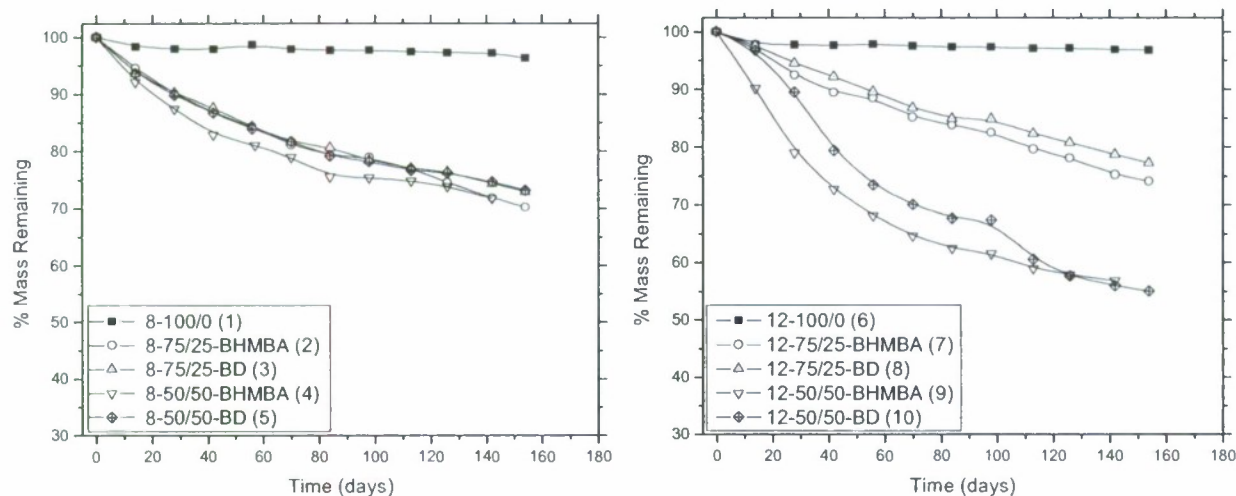 100
90
80
70
60
50
40
30
% Mass Remaining
8-100/0 (1)
8-75/25-BHMBA (2)
8-75/25-BD (3)
8-50/50-BHMBA (4)
8-50/50-BD (5)
0 20 40 60 80 100 120 140 160 180
Time (days)
100
90
80
70
60
50
40
30
% Mass Remaining
12-100/0 (6)
12-75/25-BHMBA (7)
12-75/25-BD (8)
12-50/50-BHMBA (9)
12-50/50-BD (10)
0 20 40 60 80 100 120 140 160 180
Time (days)